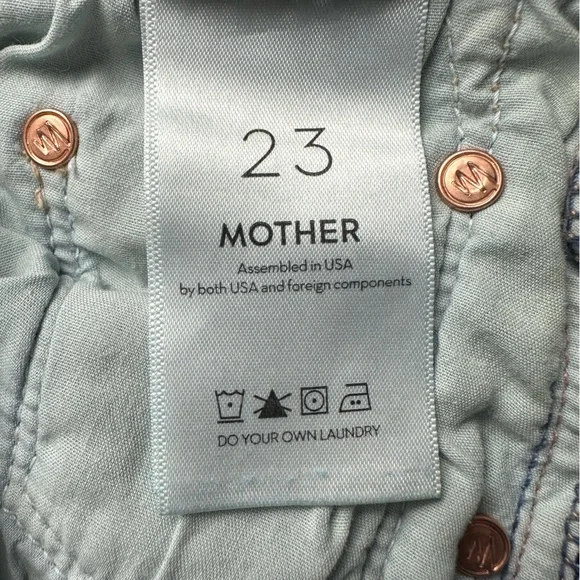 23
MOTHER
Assembled in USA
by both USA and foreign components
DO YOUR OWN LAUNDRY
M
M
M